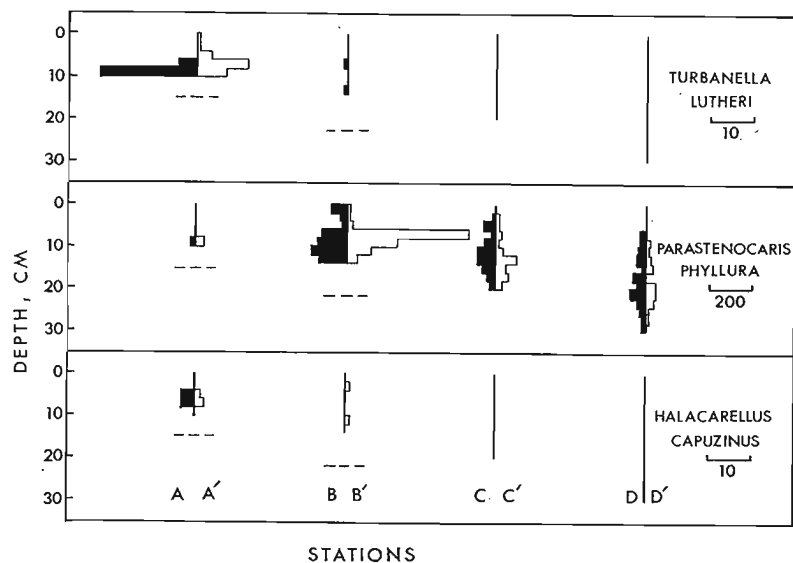 0
10
20
30
TURBANELLA
LUTHERI
10
0
10
20
30
PARASTENOCARIS
PHYLLURA
200
0
10
20
30
HALACARELLUS
CAPUZINUS
10
A A′
B B′
C C′
D D′
DEPTH, CM
STATIONS